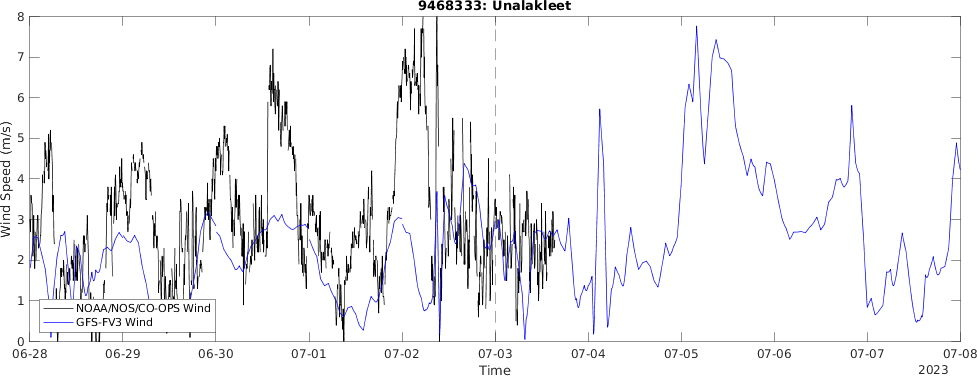 9468333: Unalakleet
Wind Speed (m/s)
8
7
6
5
4
3
2
1
0
NOAA/NOS/CO-OPS Wind
GFS-FV3 Wind
06-28 06-29 06-30 07-01 07-02 07-03 07-04 07-05 07-06 07-07 07-08
Time
2023